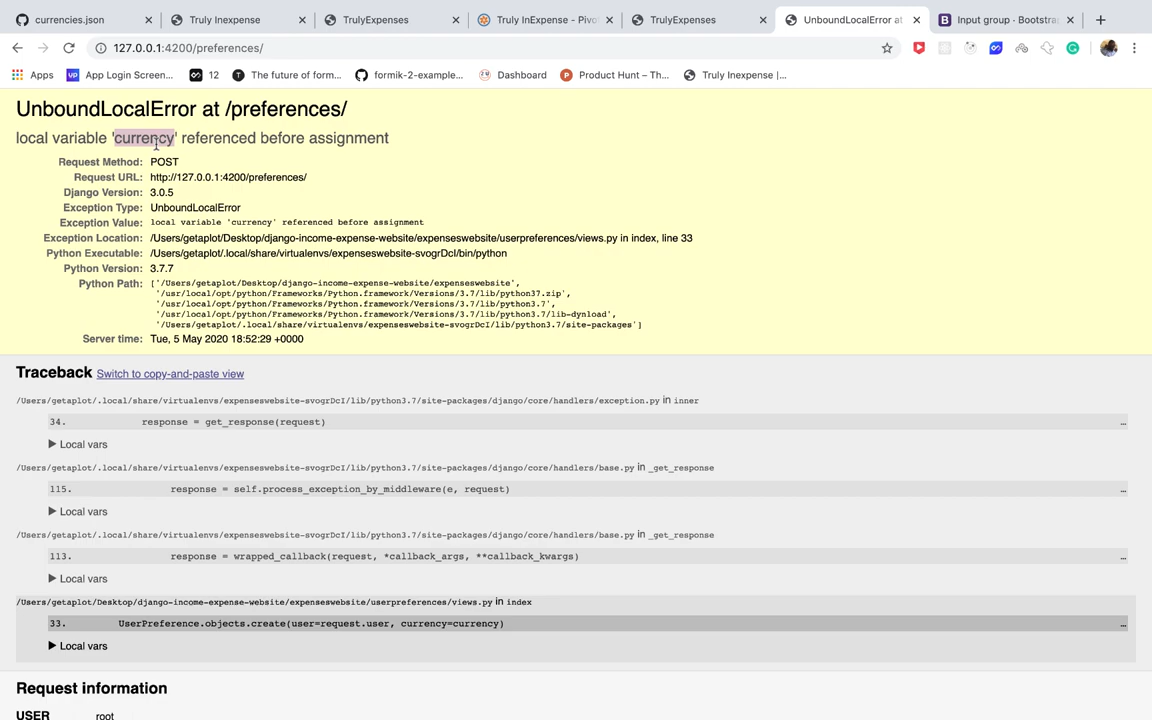 currencies.json
Truly Inexpense
TrulyExpenses
Truly InExpense - Pivo
TrulyExpenses
UnboundLocalError at
Input group · Bootstra
127.0.0.1:4200/preferences/
Apps
App Login Screen...
12
The future of form...
formik-2-example...
Dashboard
Product Hunt – Th...
Truly Inexpense |...
UnboundLocalError at /preferences/
local variable 'currency' referenced before assignment
Request Method: POST
Request URL: http://127.0.0.1:4200/preferences/
Django Version: 3.0.5
Exception Type: UnboundLocalError
Exception Value: local variable 'currency' referenced before assignment
Exception Location: /Users/getaplot/Desktop/django-income-expense-website/expenseswebsite/userpreferences/views.py in index, line 33
Python Executable: /Users/getaplot/.local/share/virtualenvs/expenseswebsite-svogrDcI/bin/python
Python Version: 3.7.7
Python Path: ['/Users/getaplot/Desktop/django-income-expense-website/expenseswebsite',
'/usr/local/opt/python/Frameworks/Python.framework/Versions/3.7/lib/python37.zip',
'/usr/local/opt/python/Frameworks/Python.framework/Versions/3.7/lib/python3.7',
'/usr/local/opt/python/Frameworks/Python.framework/Versions/3.7/lib/python3.7/lib-dynload',
'/Users/getaplot/.local/share/virtualenvs/expenseswebsite-svogrDcI/lib/python3.7/site-packages']
Server time: Tue, 5 May 2020 18:52:29 +0000
Traceback Switch to copy-and-paste view
/Users/getaplot/.local/share/virtualenvs/expenseswebsite-svogrDcI/lib/python3.7/site-packages/django/core/handlers/exception.py in inner
34. response = get_response(request) …
▶ Local vars
/Users/getaplot/.local/share/virtualenvs/expenseswebsite-svogrDcI/lib/python3.7/site-packages/django/core/handlers/base.py in _get_response
115. response = self.process_exception_by_middleware(e, request) …
▶ Local vars
/Users/getaplot/.local/share/virtualenvs/expenseswebsite-svogrDcI/lib/python3.7/site-packages/django/core/handlers/base.py in _get_response
113. response = wrapped_callback(request, *callback_args, **callback_kwargs) …
▶ Local vars
/Users/getaplot/Desktop/django-income-expense-website/expenseswebsite/userpreferences/views.py in index
33. UserPreference.objects.create(user=request.user, currency=currency) …
▶ Local vars
Request information
USER root